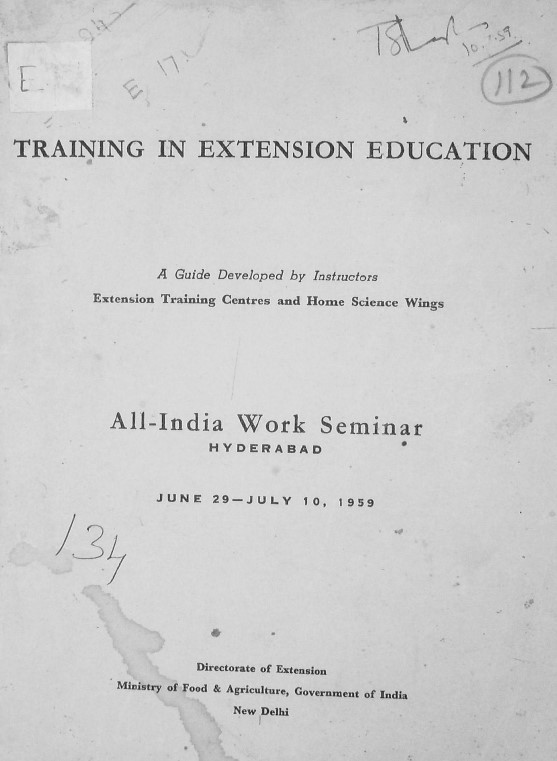 E
E 17
112
TRAINING IN EXTENSION EDUCATION
A Guide Developed by Instructors
Extension Training Centres and Home Science Wings
All-India Work Seminar
HYDERABAD
JUNE 29—JULY 10, 1959
134
Directorate of Extension
Ministry of Food & Agriculture, Government of India
New Delhi